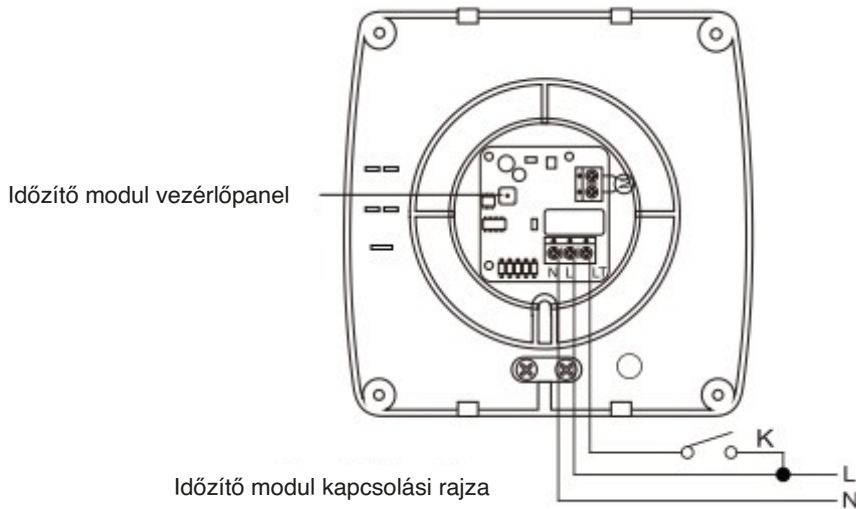 Időzítő modul vezérlőpanel
N L LT
K
L
Időzítő modul kapcsolási rajza
N